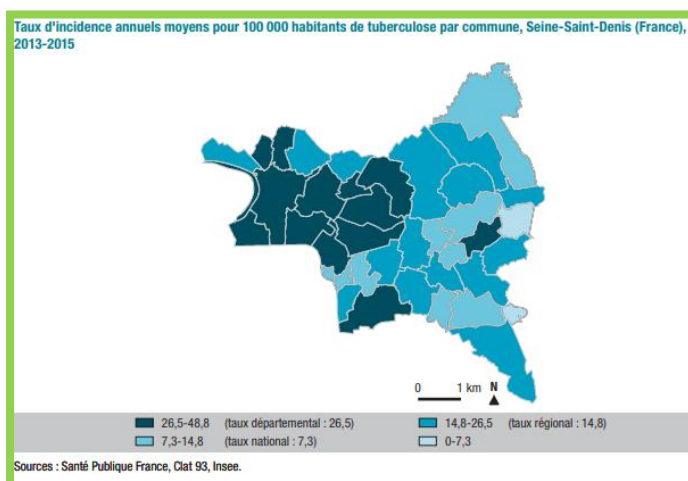 Taux d'incidence annuels moyens pour 100 000 habitants de tuberculose par commune, Seine-Saint-Denis (France),
2013-2015
0 1 km N
26,5-48,8 (taux départemental : 26,5) 14,8-26,5 (taux régional : 14,8)
7,3-14,8 (taux national : 7,3) 0-7,3
Sources : Santé Publique France, Clat 93, Insee.